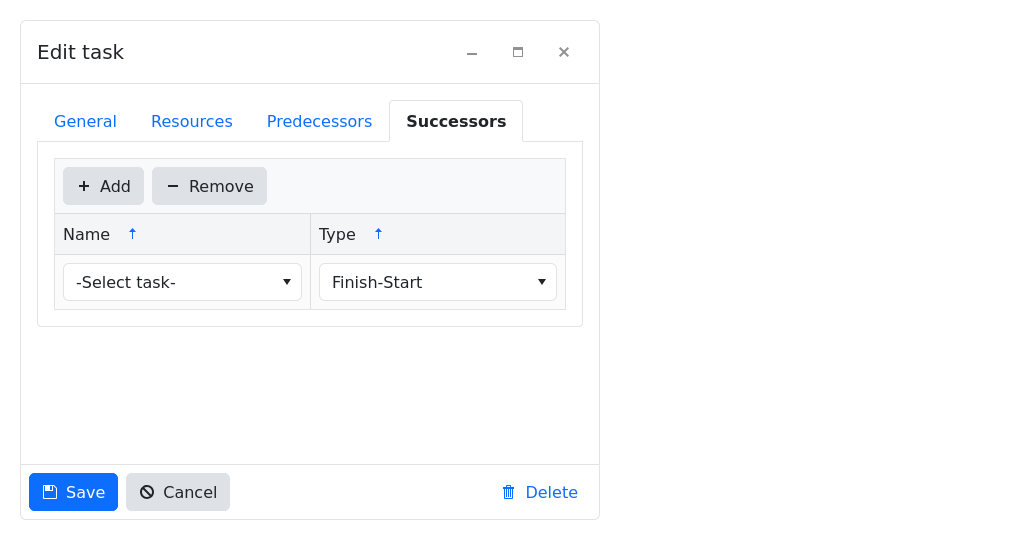 Edit task
General Resources Predecessors Successors
Add Remove
Name Type
-Select task- Finish-Start
Save Cancel Delete